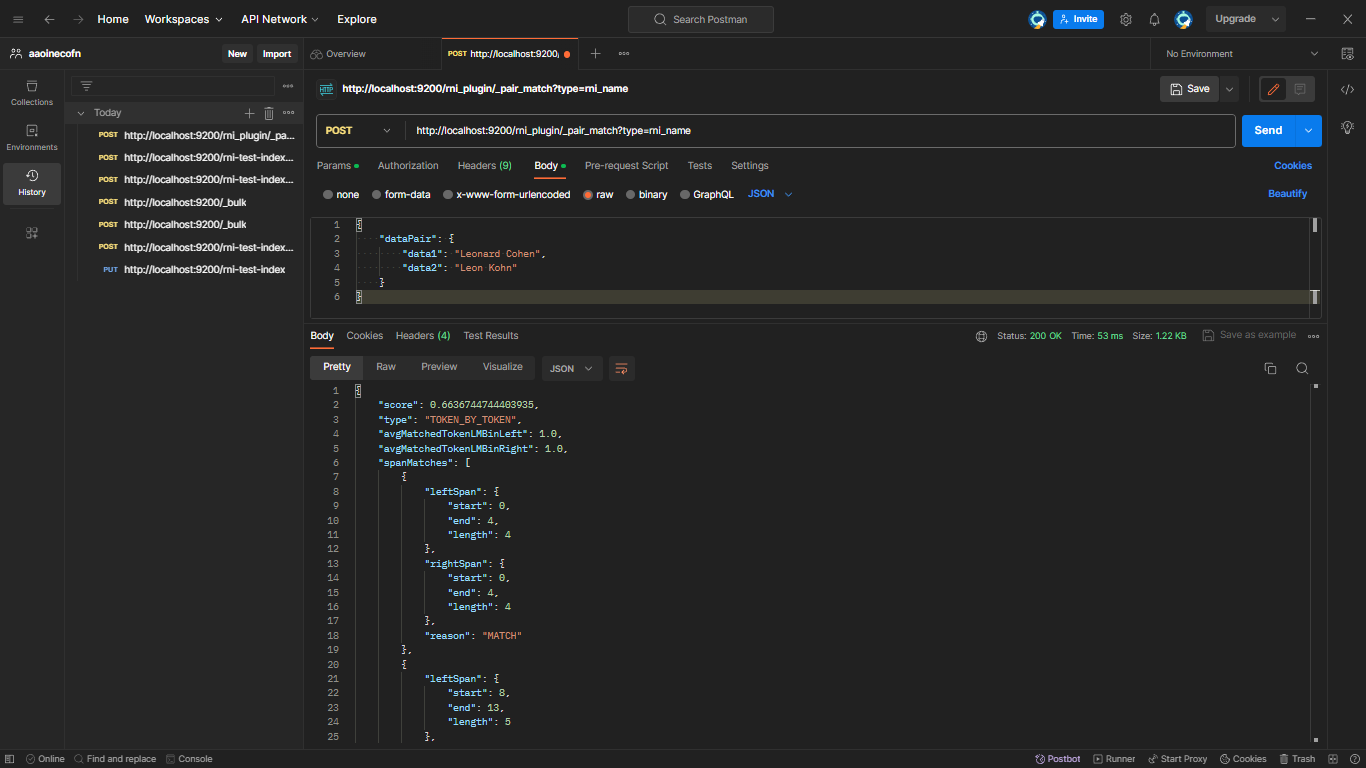 Home Workspaces API Network Explore Search Postman Invite Upgrade
aaoinecofn New Import Overview POST http://localhost:9200/ No Environment
Collections
Environments
History
Today
POST http://localhost:9200/rni_plugin/_pa...
POST http://localhost:9200/rni-test-index...
POST http://localhost:9200/rni-test-index...
POST http://localhost:9200/_bulk
POST http://localhost:9200/_bulk
POST http://localhost:9200/rni-test-index...
PUT http://localhost:9200/rni-test-index
HTTP http://localhost:9200/rni_plugin/_pair_match?type=rni_name Save
POST http://localhost:9200/rni_plugin/_pair_match?type=rni_name Send
Params Authorization Headers (9) Body Pre-request Script Tests Settings Cookies
none form-data x-www-form-urlencoded raw binary GraphQL JSON Beautify
1 {
2 "dataPair": {
3 "data1": "Leonard Cohen",
4 "data2": "Leon Kohn"
5 }
6 }
Body Cookies Headers (4) Test Results Status: 200 OK Time: 53 ms Size: 1.22 KB Save as example
Pretty Raw Preview Visualize JSON
1 {
2 "score": 0.6636744744403935,
3 "type": "TOKEN_BY_TOKEN",
4 "avgMatchedTokenLMBinLeft": 1.0,
5 "avgMatchedTokenLMBinRight": 1.0,
6 "spanMatches": [
7 {
8 "leftSpan": {
9 "start": 0,
10 "end": 4,
11 "length": 4
12 },
13 "rightSpan": {
14 "start": 0,
15 "end": 4,
16 "length": 4
17 },
18 "reason": "MATCH"
19 },
20 {
21 "leftSpan": {
22 "start": 8,
23 "end": 13,
24 "length": 5
25 },
Online Find and replace Console Postbot Runner Start Proxy Cookies Trash